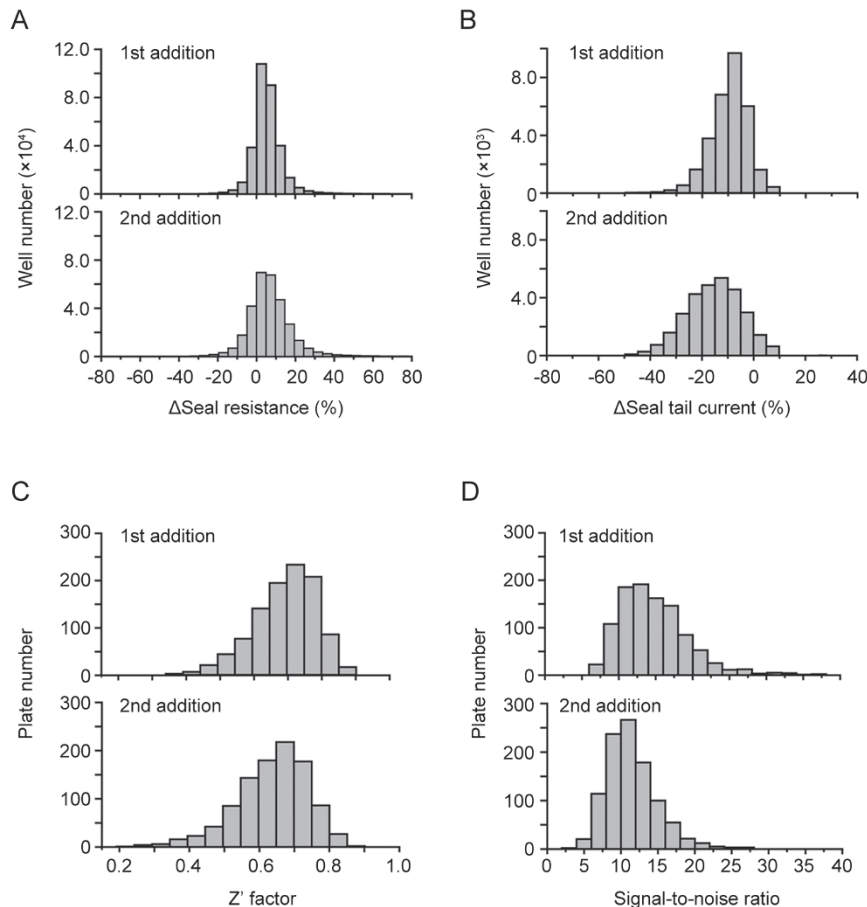 A
1st addition
12.0
8.0
4.0
0
2nd addition
12.0
8.0
4.0
0
Well number (×10⁴)
-80 -60 -40 -20 0 20 40 60 80
ΔSeal resistance (%)
B
1st addition
8.0
4.0
0
2nd addition
8.0
4.0
0
Well number (×10³)
-80 -60 -40 -20 0 20 40
ΔSeal tail current (%)
C
1st addition
300
200
100
0
2nd addition
300
200
100
0
Plate number
0.2 0.4 0.6 0.8 1.0
Z' factor
D
1st addition
300
200
100
0
2nd addition
300
200
100
0
Plate number
0 5 10 15 20 25 30 35 40
Signal-to-noise ratio